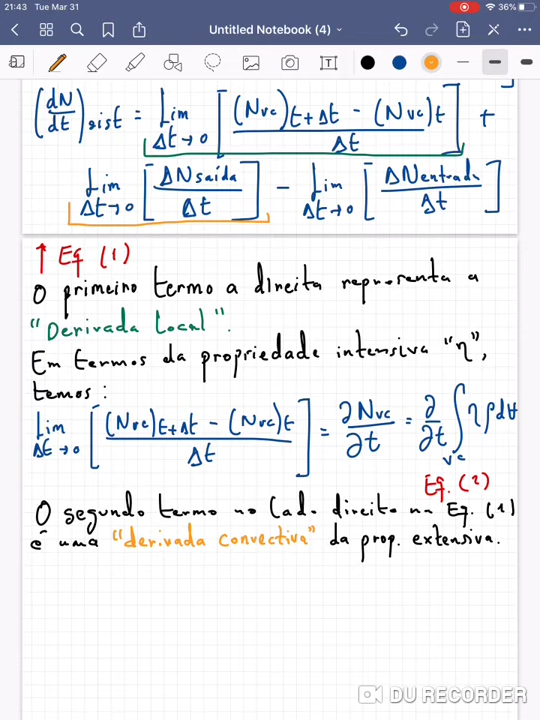 21:43 Tue Mar 31
36%
Untitled Notebook (4)
(dN/dt)sist = Lim Δt→0 [(Nvc)t+Δt − (Nvc)t / Δt] +
Lim Δt→0 [ΔNsaída / Δt] − Lim Δt→0 [ΔNentrada / Δt]
↑ Eq (1)
O primeiro termo a direita representa a
"Derivada Local".
Em termos da propriedade intensiva "η",
temos:
Lim Δt→0 [(Nvc)t+Δt − (Nvc)t / Δt] = ∂Nvc/∂t = ∂/∂t ∫vc ηρd∀
Eq. (2)
O segundo termo no lado direito na Eq. (1)
é uma "derivada convectiva" da prop. extensiva.
DU RECORDER